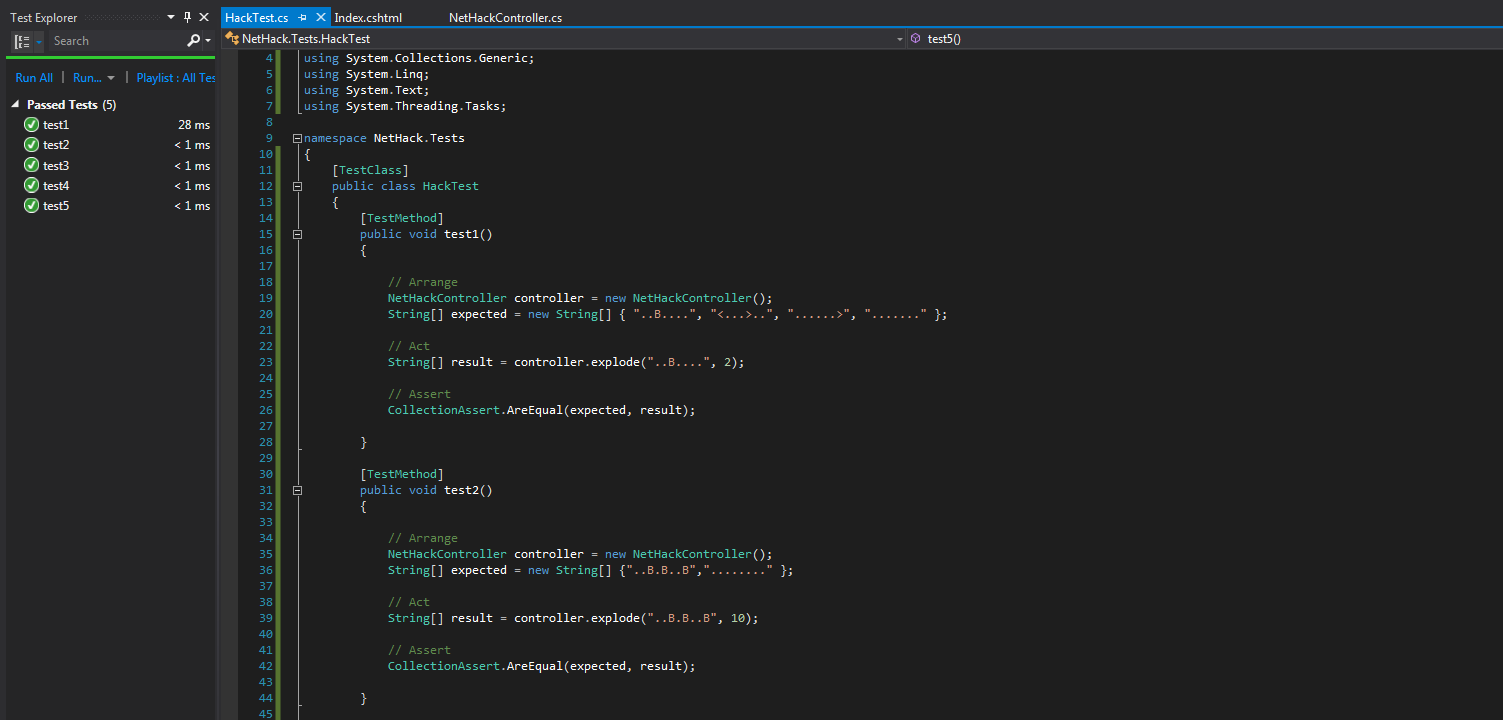 Test Explorer
Search
Run All | Run... | Playlist : All Tes
Passed Tests (5)
test1 28 ms
test2 < 1 ms
test3 < 1 ms
test4 < 1 ms
test5 < 1 ms
HackTest.cs Index.cshtml NetHackController.cs
NetHack.Tests.HackTest test5()
4 using System.Collections.Generic;
5 using System.Linq;
6 using System.Text;
7 using System.Threading.Tasks;
8
9 namespace NetHack.Tests
10 {
11 [TestClass]
12 public class HackTest
13 {
14 [TestMethod]
15 public void test1()
16 {
17
18 // Arrange
19 NetHackController controller = new NetHackController();
20 String[] expected = new String[] { "..B....", "<...>..", "......>", "......." };
21
22 // Act
23 String[] result = controller.explode("..B....", 2);
24
25 // Assert
26 CollectionAssert.AreEqual(expected, result);
27
28 }
29
30 [TestMethod]
31 public void test2()
32 {
33
34 // Arrange
35 NetHackController controller = new NetHackController();
36 String[] expected = new String[] {"..B.B..B","........" };
37
38 // Act
39 String[] result = controller.explode("..B.B..B", 10);
40
41 // Assert
42 CollectionAssert.AreEqual(expected, result);
43
44 }
45